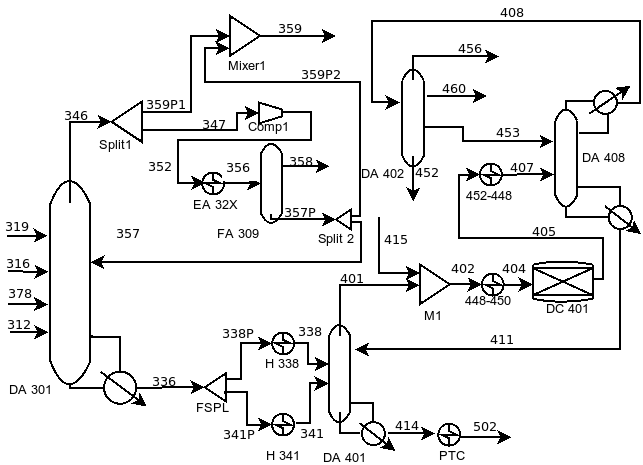 408
359
456
Mixer1
359P2
460
346
359P1
347
Comp1
Split1
453
DA 408
352
356
358
EA 32X
DA 402
452
407
452-448
357P
319
357
FA 309
Split 2
415
405
316
401
402
404
378
448-450
DC 401
M1
312
338P
338
411
H 338
DA 301
336
FSPL
341P
341
414
502
H 341
DA 401
PTC